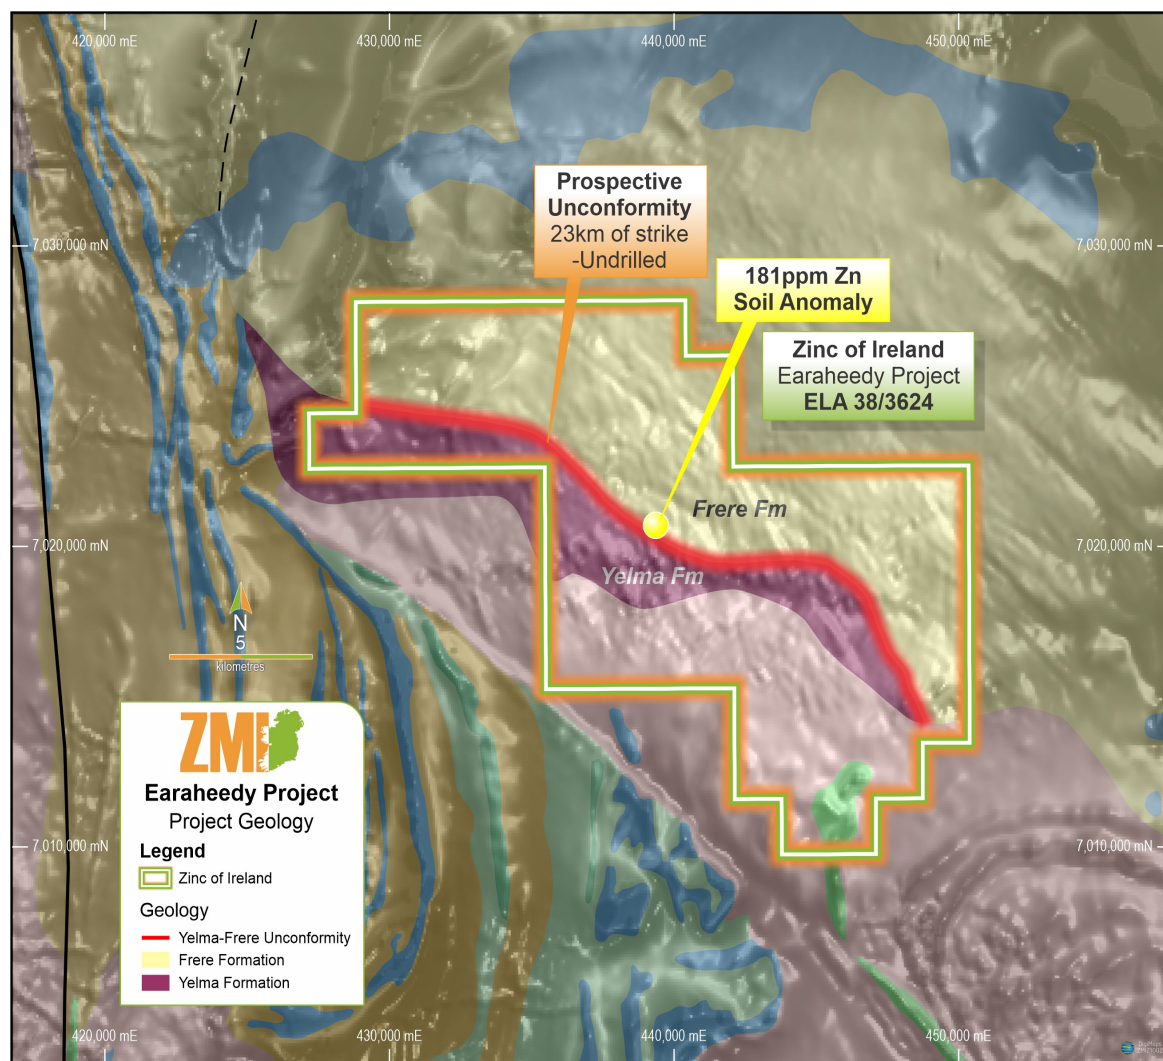 420,000 mE
430,000 mE
440,000 mE
450,000 mE
Prospective
Unconformity
23km of strike
-Undrilled
7,030,000 mN
7,030,000 mN
181ppm Zn
Soil Anomaly
Zinc of Ireland
Earaheedy Project
ELA 38/3624
Frere Fm
7,020,000 mN
7,020,000 mN
Yelma Fm
N
5
kilometres
ZMI
Earaheedy Project
Project Geology
Legend
Zinc of Ireland
Geology
Yelma-Frere Unconformity
Frere Formation
Yelma Formation
7,010,000 mN
7,010,000 mN
420,000 mE
430,000 mE
440,000 mE
450,000 mE